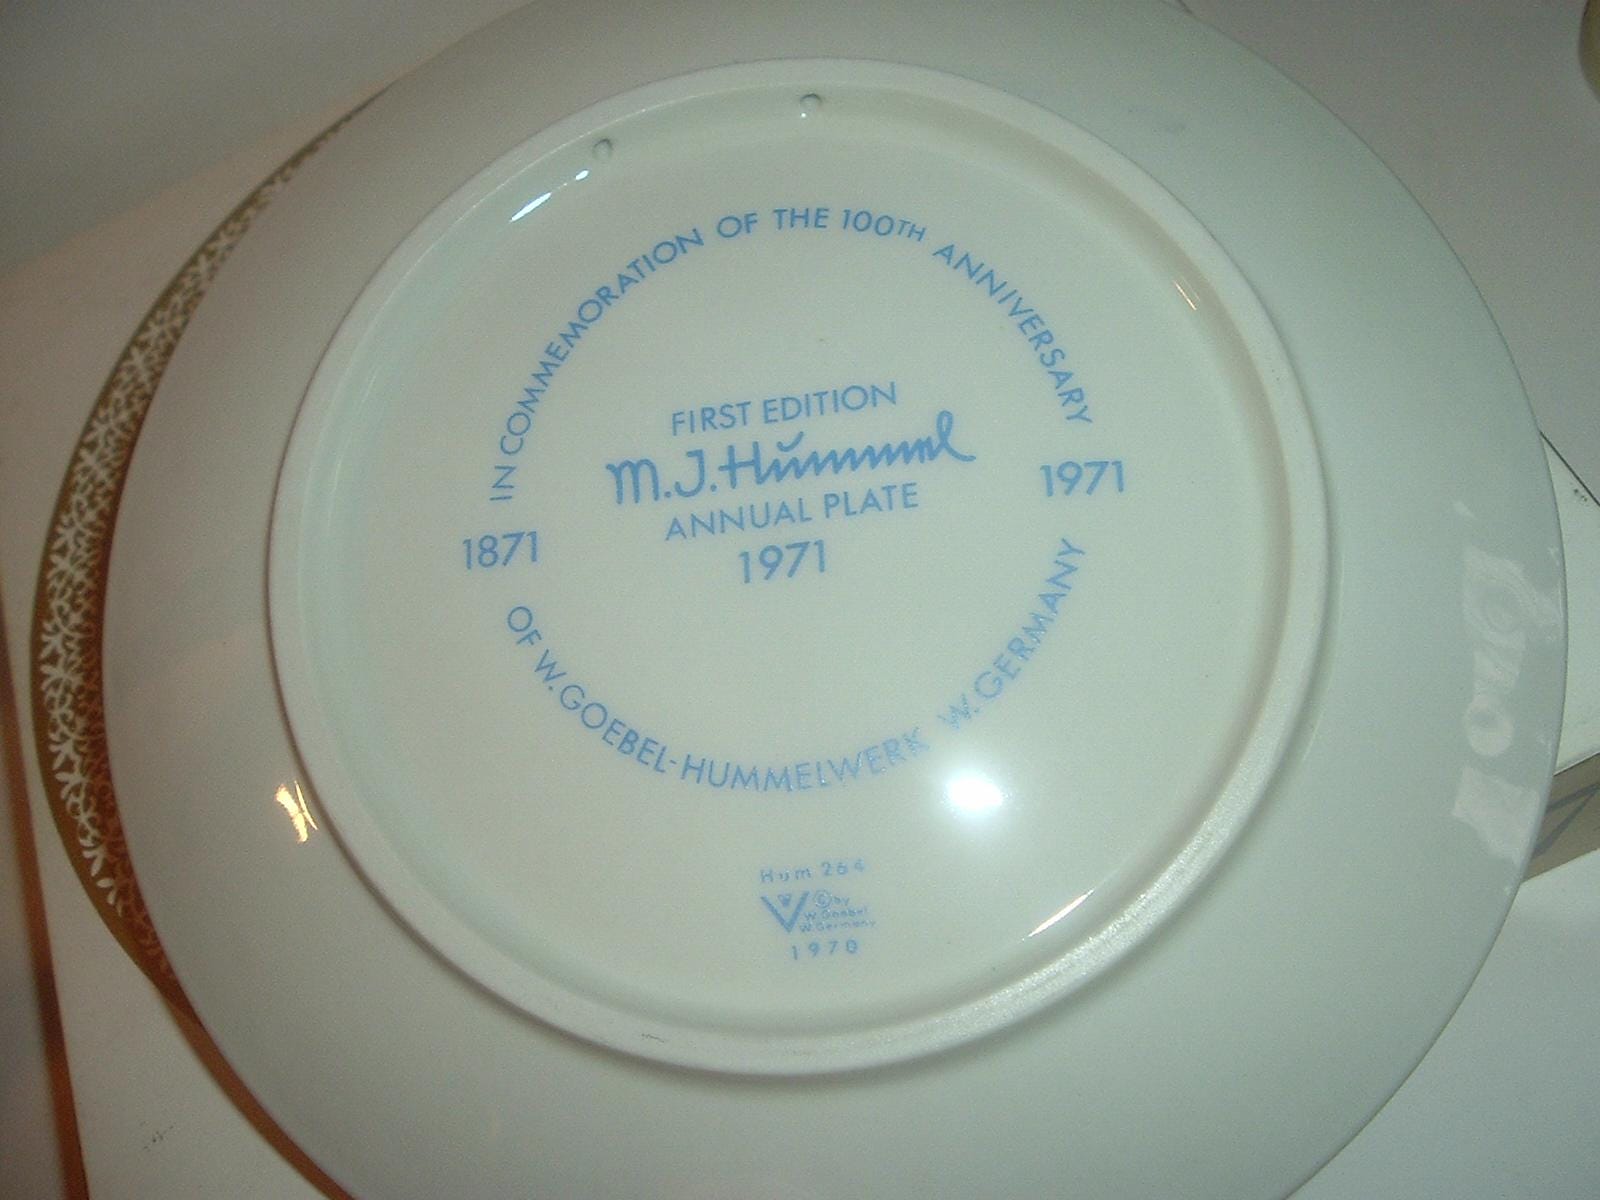 IN COMMEMORATION OF THE 100TH ANNIVERSARY
1871
1971
FIRST EDITION
M.J.Hummel
ANNUAL PLATE
1971
OF W.GOEBEL-HUMMELWERK W.GERMANY
Hum 264
V © by
W. Goebel
W. Germany
1970